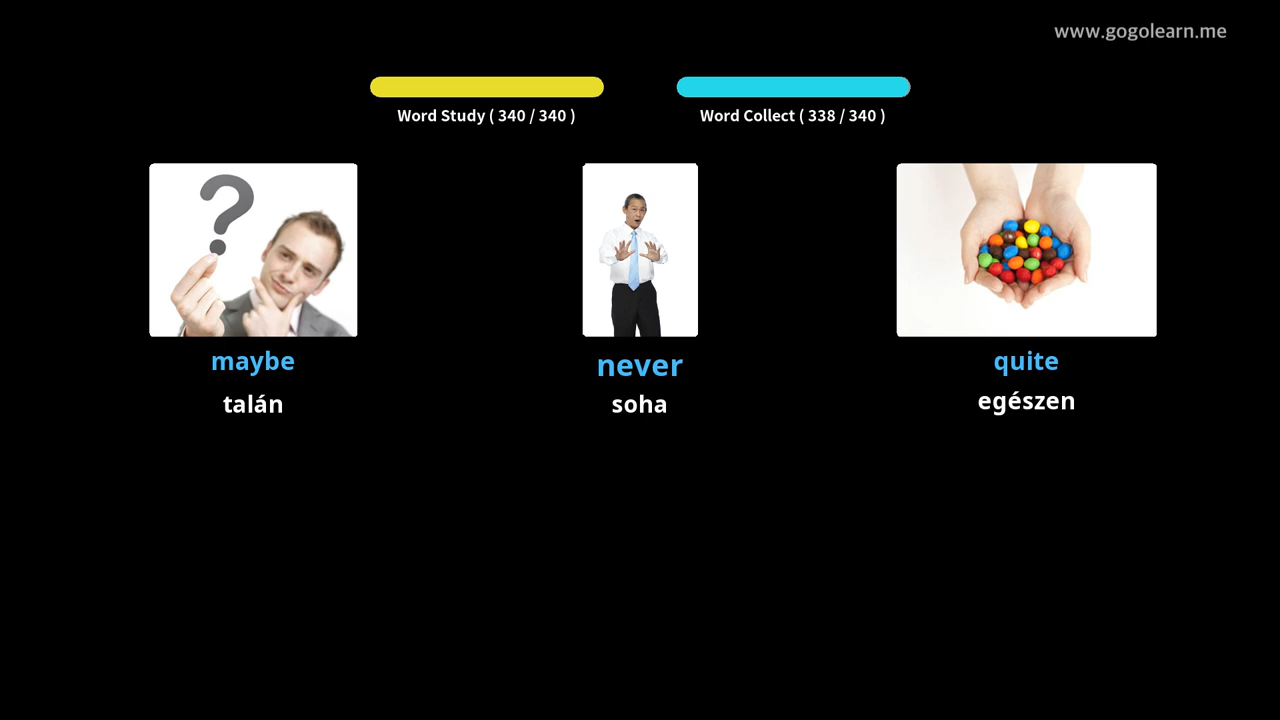 www.gogolearn.me
Word Study ( 340 / 340 )
Word Collect ( 338 / 340 )
?
maybe
never
quite
talán
soha
egészen